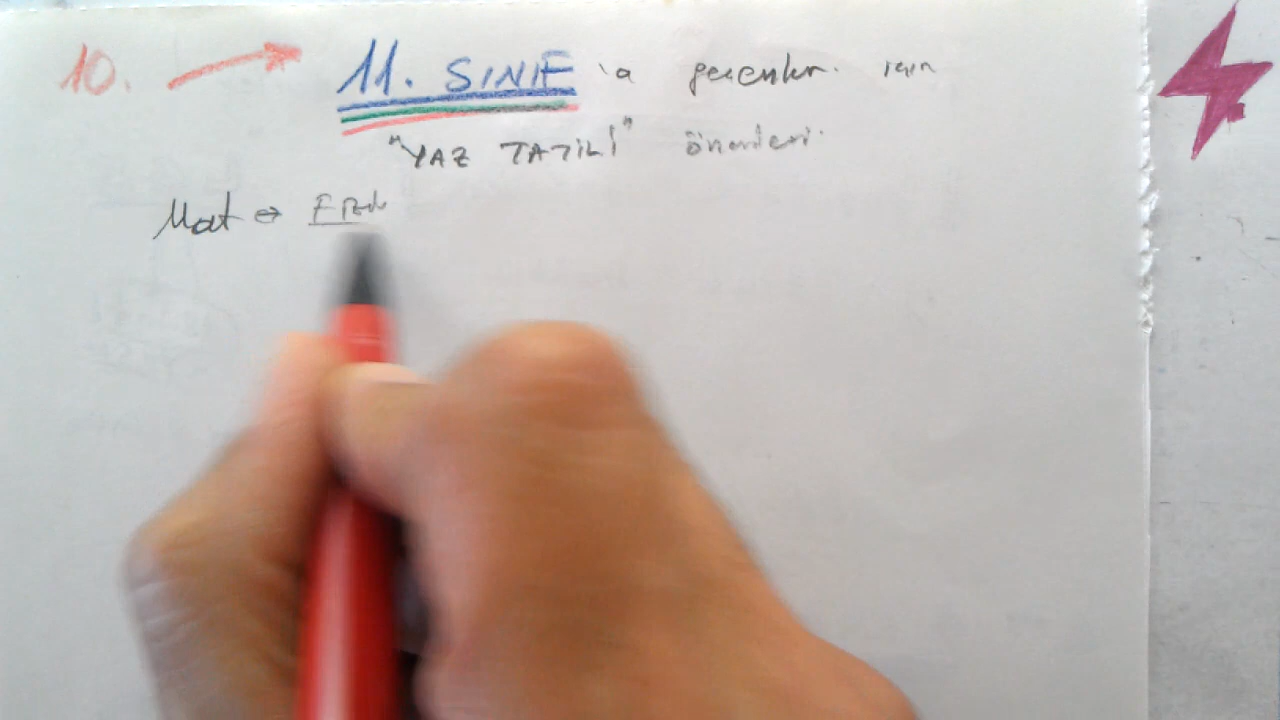 10. → 11. SINIF 'a geçenler için
"YAZ TATİLİ" önerileri
Mat ⇒